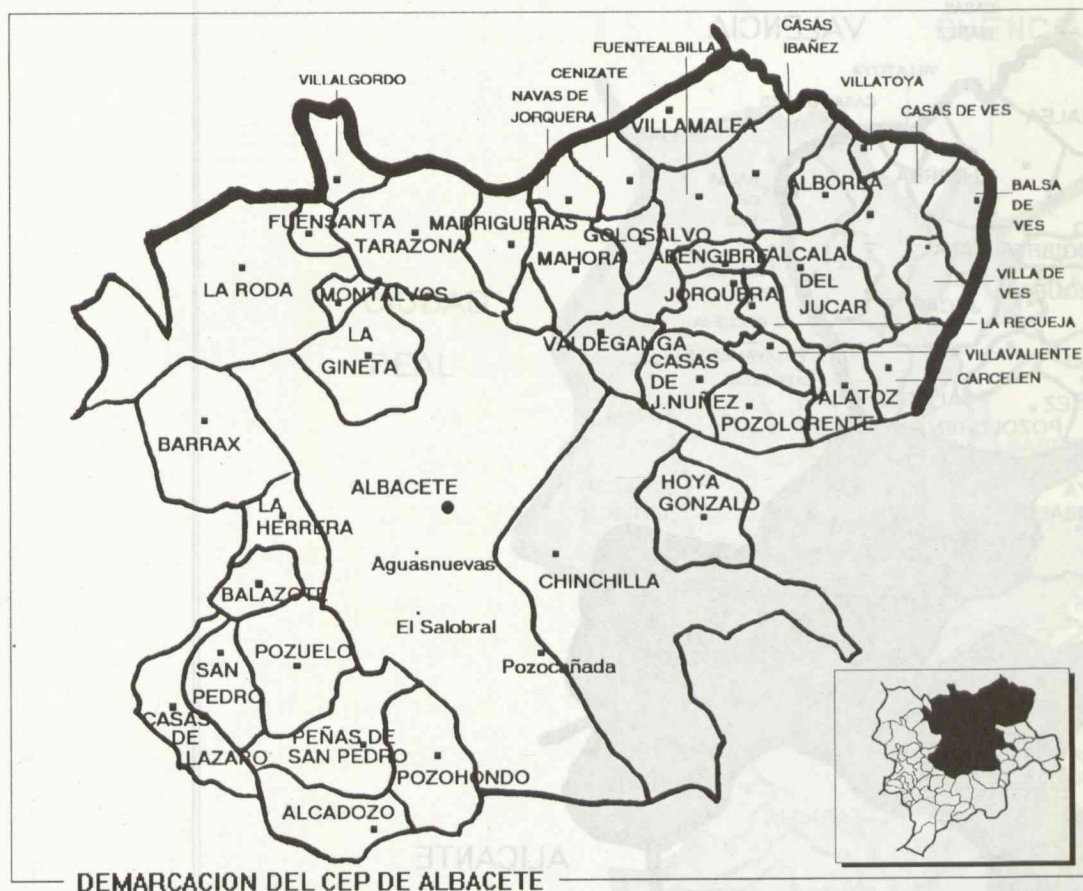 CASAS
IBAÑEZ
FUENTEALBILLA
VILLALGORDO
CENIZATE
VILLATOYA
NAVAS DE
JORQUERA
CASAS DE VES
VILLAMALEA
ALBOREA
BALSA
DE
VES
FUENSANTA
TARAZONA
MADRIGUERAS
GOLOSALVO
MAHORA
ABENGIBRE
ALCALA
DEL
JUCAR
LA RODA
MONTALVOS
JORQUERA
VILLA DE
VES
LA RECUEJA
LA
GINETA
VALDEGANGA
VILLAVALIENTE
CASAS
DE
J.NUÑEZ
CARCELEN
ALATOZ
POZOLORENTE
BARRAX
ALBACETE
HOYA
GONZALO
LA
HERRERA
Aguasnuevas
CHINCHILLA
BALAZOTE
El Salobral
POZUELO
SAN
PEDRO
Pozocañada
CASAS
DE
LAZARO
PEÑAS DE
SAN PEDRO
POZOHONDO
ALCADOZO
DEMARCACION DEL CEP DE ALBACETE